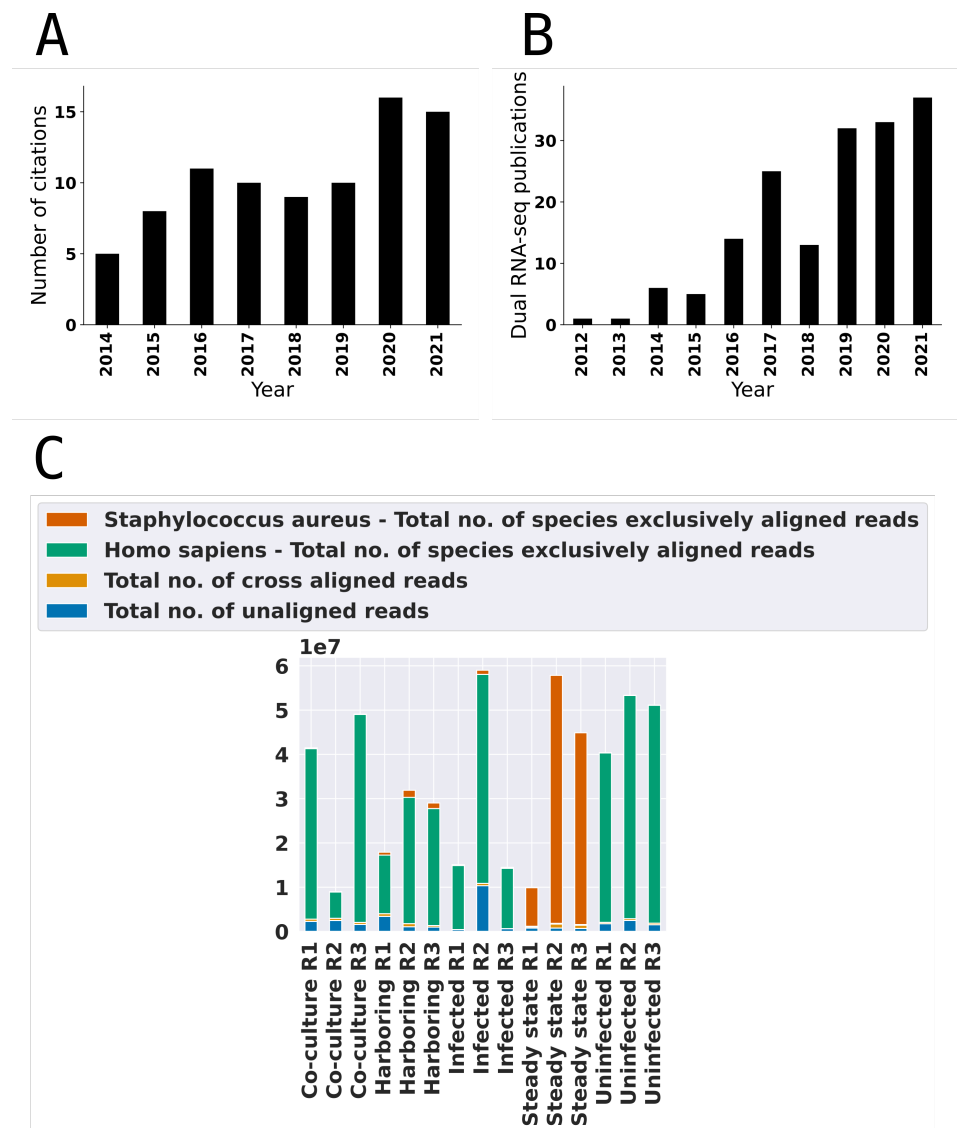 A
B
Number of citations
15
10
5
0
2014 2015 2016 2017 2018 2019 2020 2021
Year
Dual RNA-seq publications
30
20
10
0
2012 2013 2014 2015 2016 2017 2018 2019 2020 2021
Year
C
Staphylococcus aureus - Total no. of species exclusively aligned reads
Homo sapiens - Total no. of species exclusively aligned reads
Total no. of cross aligned reads
Total no. of unaligned reads
1e7
6
5
4
3
2
1
0
Co-culture R1
Co-culture R2
Co-culture R3
Harboring R1
Harboring R2
Harboring R3
Infected R1
Infected R2
Infected R3
Steady state R1
Steady state R2
Steady state R3
Uninfected R1
Uninfected R2
Uninfected R3